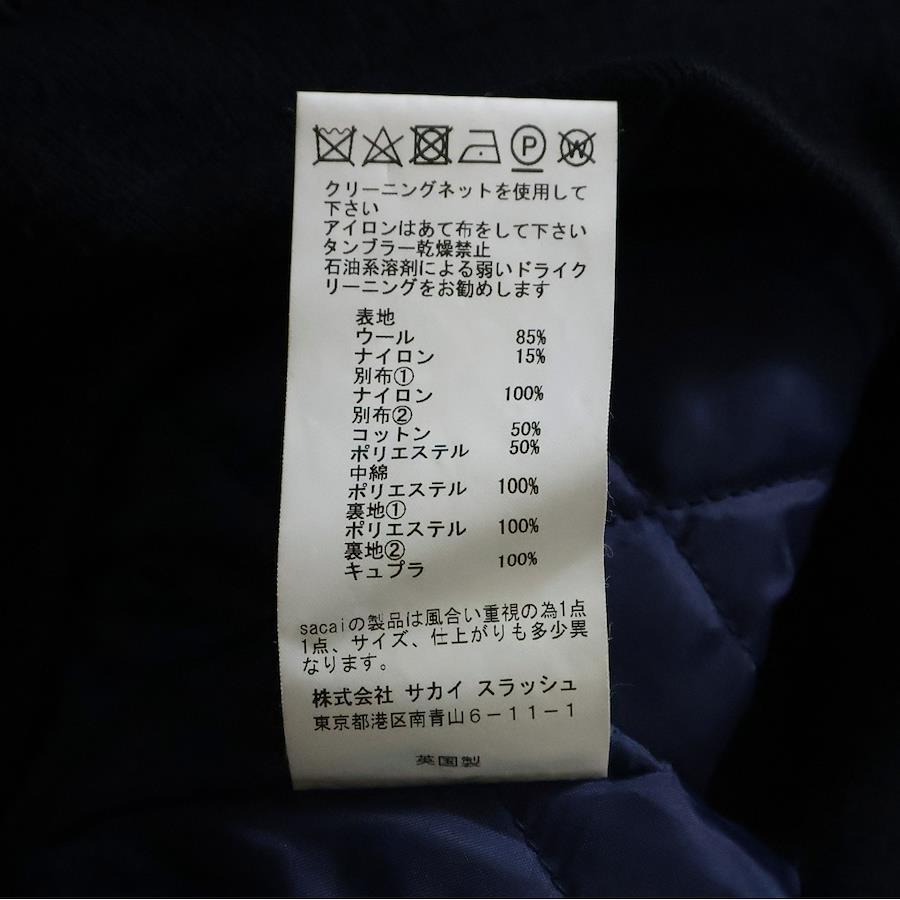 P W
クリーニングネットを使用して
下さい
アイロンはあて布をして下さい
タンブラー乾燥禁止
石油系溶剤による弱いドライク
リーニングをお勧めします
表地
ウール 85%
ナイロン 15%
別布①
ナイロン 100%
別布②
コットン 50%
ポリエステル 50%
中綿
ポリエステル 100%
裏地①
ポリエステル 100%
裏地②
キュプラ 100%
sacaiの製品は風合い重視の為1点
1点、サイズ、仕上がりも多少異
なります。
株式会社 サカイ スラッシュ
東京都港区南青山6-11-1
英国製